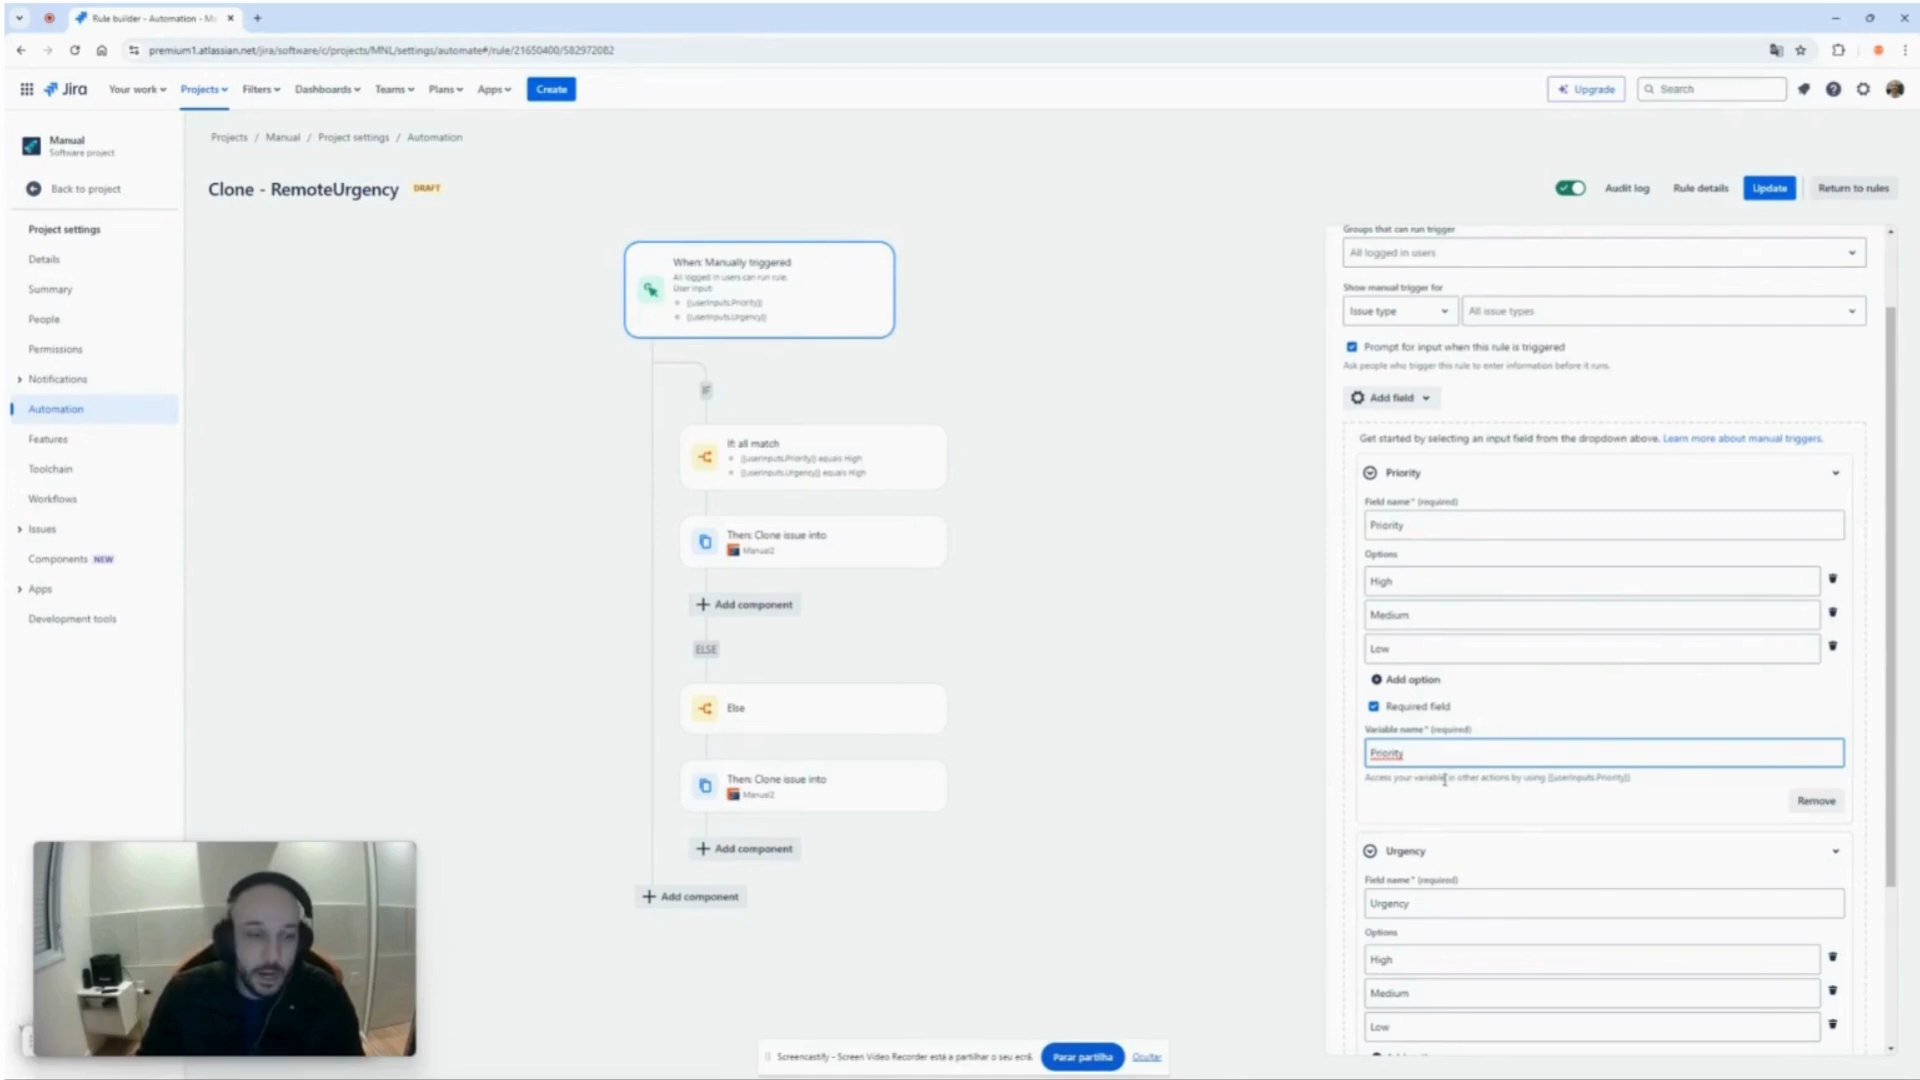 Rule builder - Automation - Ma
premium1.atlassian.net/jira/software/c/projects/MNL/settings/automate#/rule/21650400/582972082
Jira
Your work
Projects
Filters
Dashboards
Teams
Plans
Apps
Create
Upgrade
Search
Manual
Software project
Back to project
Project settings
Details
Summary
People
Permissions
Notifications
Automation
Features
Toolchain
Workflows
Issues
Components NEW
Apps
Development tools
Projects / Manual / Project settings / Automation
Clone - RemoteUrgency DRAFT
Audit log
Rule details
Update
Return to rules
When: Manually triggered
All logged in users can run rule.
User input:
{{userInputs.Priority}}
{{userInputs.Urgency}}
IF
If: all match
{{userInputs.Priority}} equals High
{{userInputs.Urgency}} equals High
Then: Clone issue into
Manual2
Add component
ELSE
Else
Then: Clone issue into
Manual2
Add component
Add component
Groups that can run trigger
All logged in users
Show manual trigger for
Issue type
All issue types
Prompt for input when this rule is triggered
Ask people who trigger this rule to enter information before it runs.
Add field
Get started by selecting an input field from the dropdown above. Learn more about manual triggers.
Priority
Field name* (required)
Priority
Options
High
Medium
Low
Add option
Required field
Variable name* (required)
Priority
Access your variable in other actions by using {{userInputs.Priority}}
Remove
Urgency
Field name* (required)
Urgency
Options
High
Medium
Low
Screencastify - Screen Video Recorder está a partilhar o seu ecrã.
Parar partilha
Ocultar